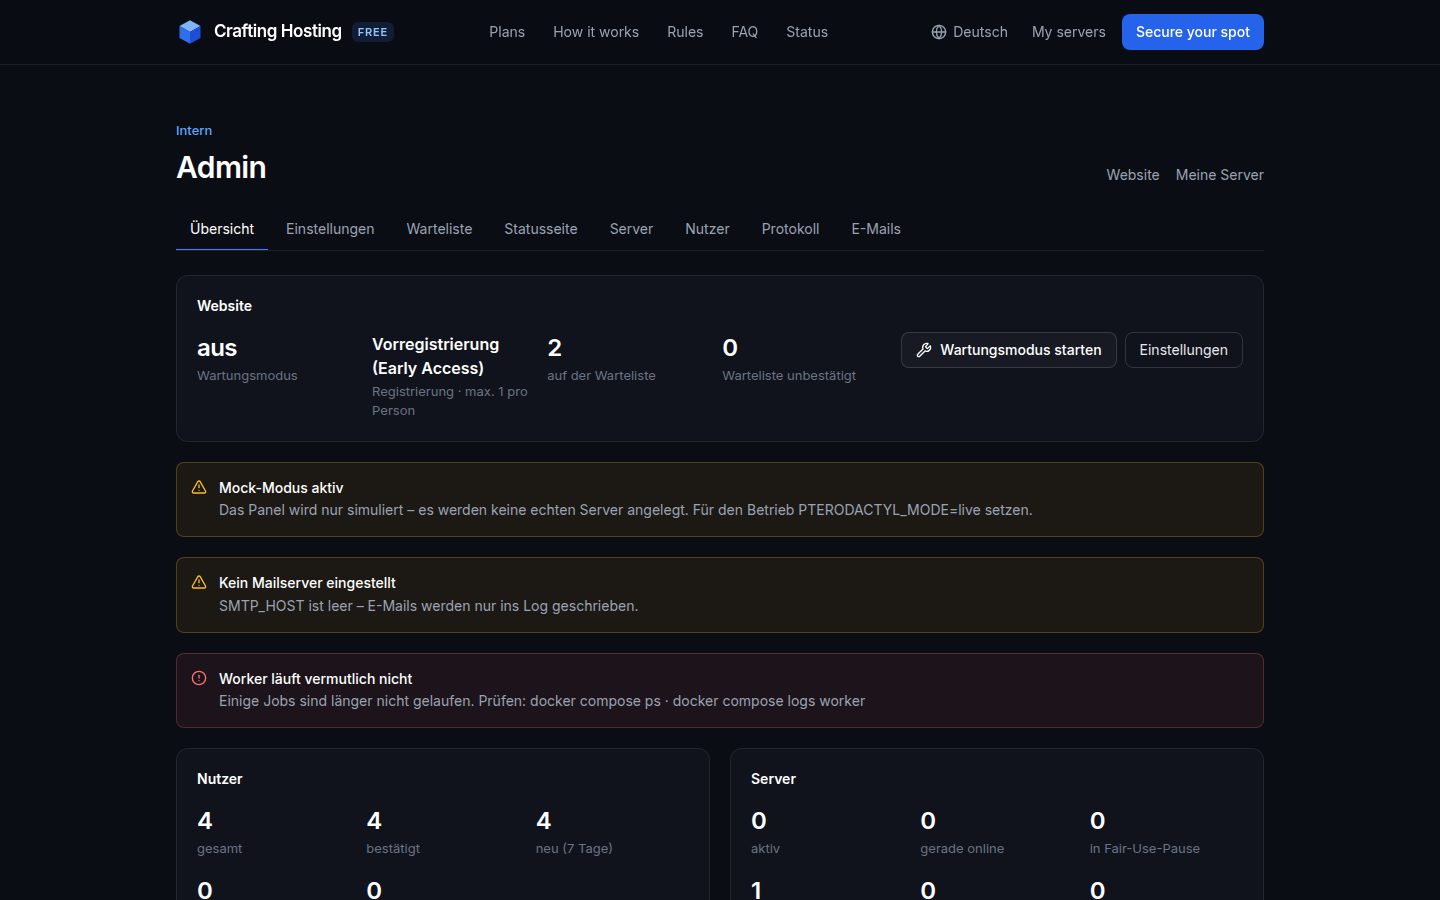 Crafting Hosting FREE Plans How it works Rules FAQ Status Deutsch My servers Secure your spot
Intern
Admin
Website Meine Server
Übersicht Einstellungen Warteliste Statusseite Server Nutzer Protokoll E-Mails
Website
aus
Wartungsmodus
Vorregistrierung
(Early Access)
Registrierung · max. 1 pro
Person
2
auf der Warteliste
0
Warteliste unbestätigt
Wartungsmodus starten
Einstellungen
Mock-Modus aktiv
Das Panel wird nur simuliert – es werden keine echten Server angelegt. Für den Betrieb PTERODACTYL_MODE=live setzen.
Kein Mailserver eingestellt
SMTP_HOST ist leer – E-Mails werden nur ins Log geschrieben.
Worker läuft vermutlich nicht
Einige Jobs sind länger nicht gelaufen. Prüfen: docker compose ps · docker compose logs worker
Nutzer
4 4 4
gesamt bestätigt neu (7 Tage)
0 0
Server
0 0 0
aktiv gerade online in Fair-Use-Pause
1 0 0